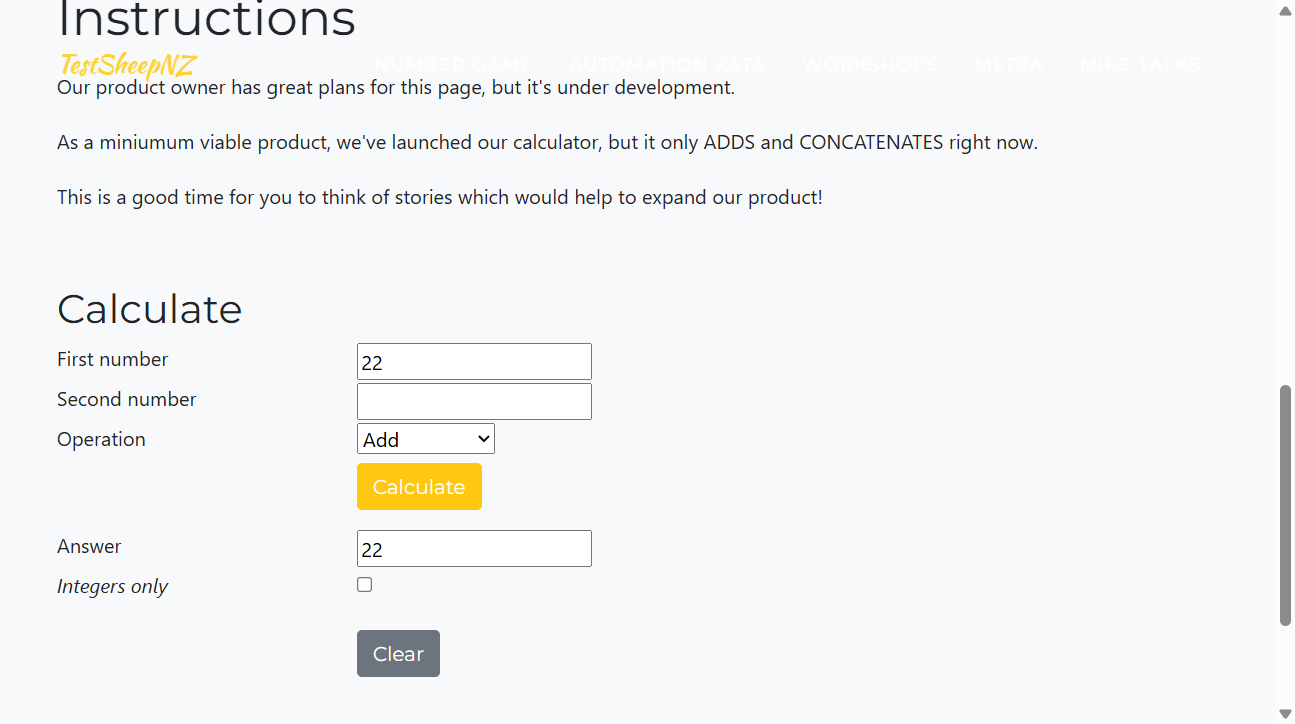 Instructions
TestSheepNZ
NUMBER GAME AUTOMATION KATA WORKSHOPS MEDIA MIKE TALKS
Our product owner has great plans for this page, but it's under development.
As a miniumum viable product, we've launched our calculator, but it only ADDS and CONCATENATES right now.
This is a good time for you to think of stories which would help to expand our product!
Calculate
First number 22
Second number
Operation Add
Calculate
Answer 22
Integers only
Clear